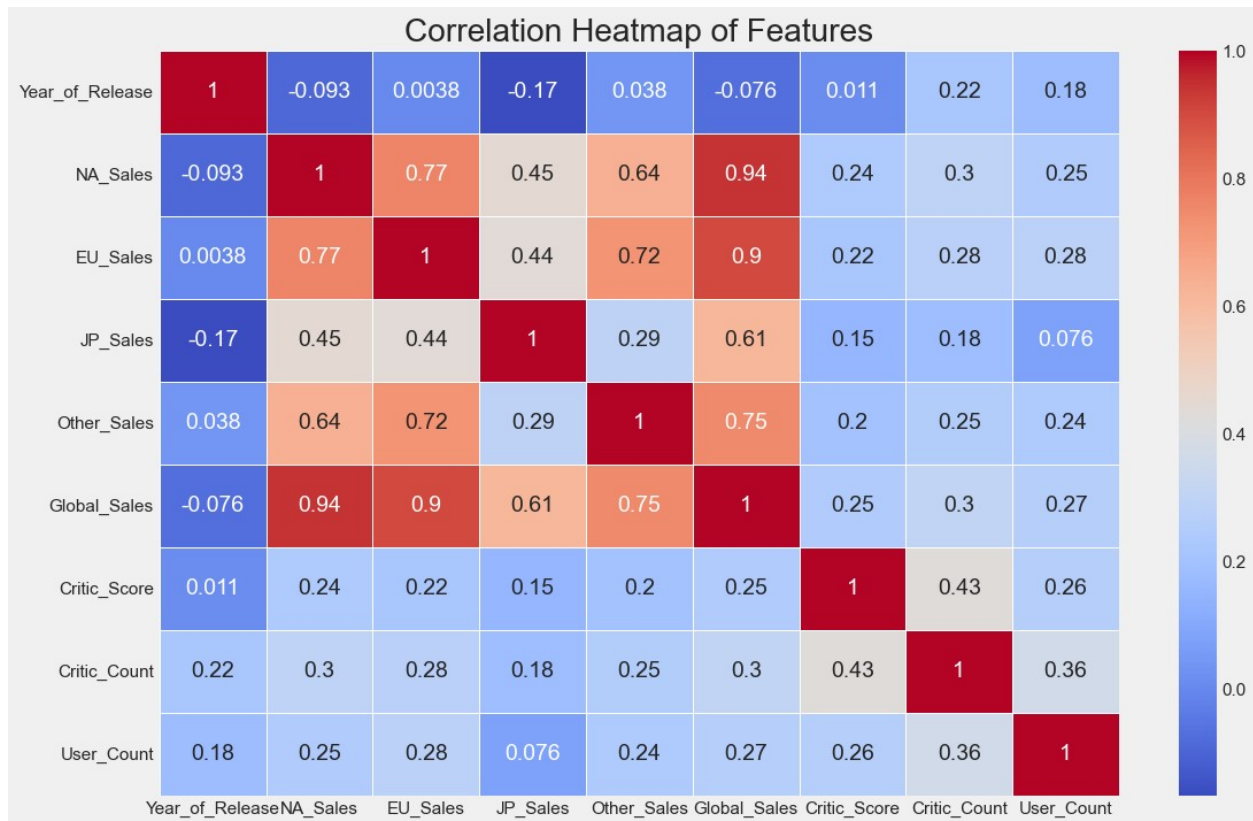 Correlation Heatmap of Features
Year_of_Release 1 -0.093 0.0038 -0.17 0.038 -0.076 0.011 0.22 0.18
NA_Sales -0.093 1 0.77 0.45 0.64 0.94 0.24 0.3 0.25
EU_Sales 0.0038 0.77 1 0.44 0.72 0.9 0.22 0.28 0.28
JP_Sales -0.17 0.45 0.44 1 0.29 0.61 0.15 0.18 0.076
Other_Sales 0.038 0.64 0.72 0.29 1 0.75 0.2 0.25 0.24
Global_Sales -0.076 0.94 0.9 0.61 0.75 1 0.25 0.3 0.27
Critic_Score 0.011 0.24 0.22 0.15 0.2 0.25 1 0.43 0.26
Critic_Count 0.22 0.3 0.28 0.18 0.25 0.3 0.43 1 0.36
User_Count 0.18 0.25 0.28 0.076 0.24 0.27 0.26 0.36 1
Year_of_Release NA_Sales EU_Sales JP_Sales Other_Sales Global_Sales Critic_Score Critic_Count User_Count
1.0
0.8
0.6
0.4
0.2
0.0